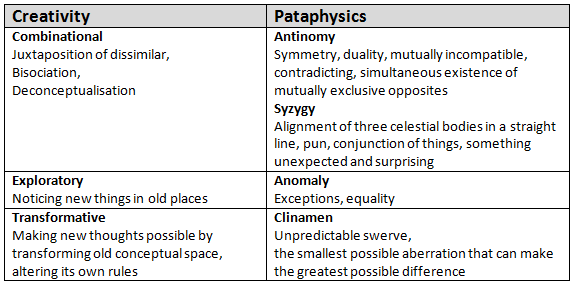 Creativity
Pataphysics
Combinational
Juxtaposition of dissimilar,
Bisociation,
Deconceptualisation
Antinomy
Symmetry, duality, mutually incompatible,
contradicting, simultaneous existence of
mutually exclusive opposites
Syzygy
Alignment of three celestial bodies in a straight
line, pun, conjunction of things, something
unexpected and surprising
Exploratory
Noticing new things in old places
Anomaly
Exceptions, equality
Transformative
Making new thoughts possible by
transforming old conceptual space,
altering its own rules
Clinamen
Unpredictable swerve,
the smallest possible aberration that can make
the greatest possible difference